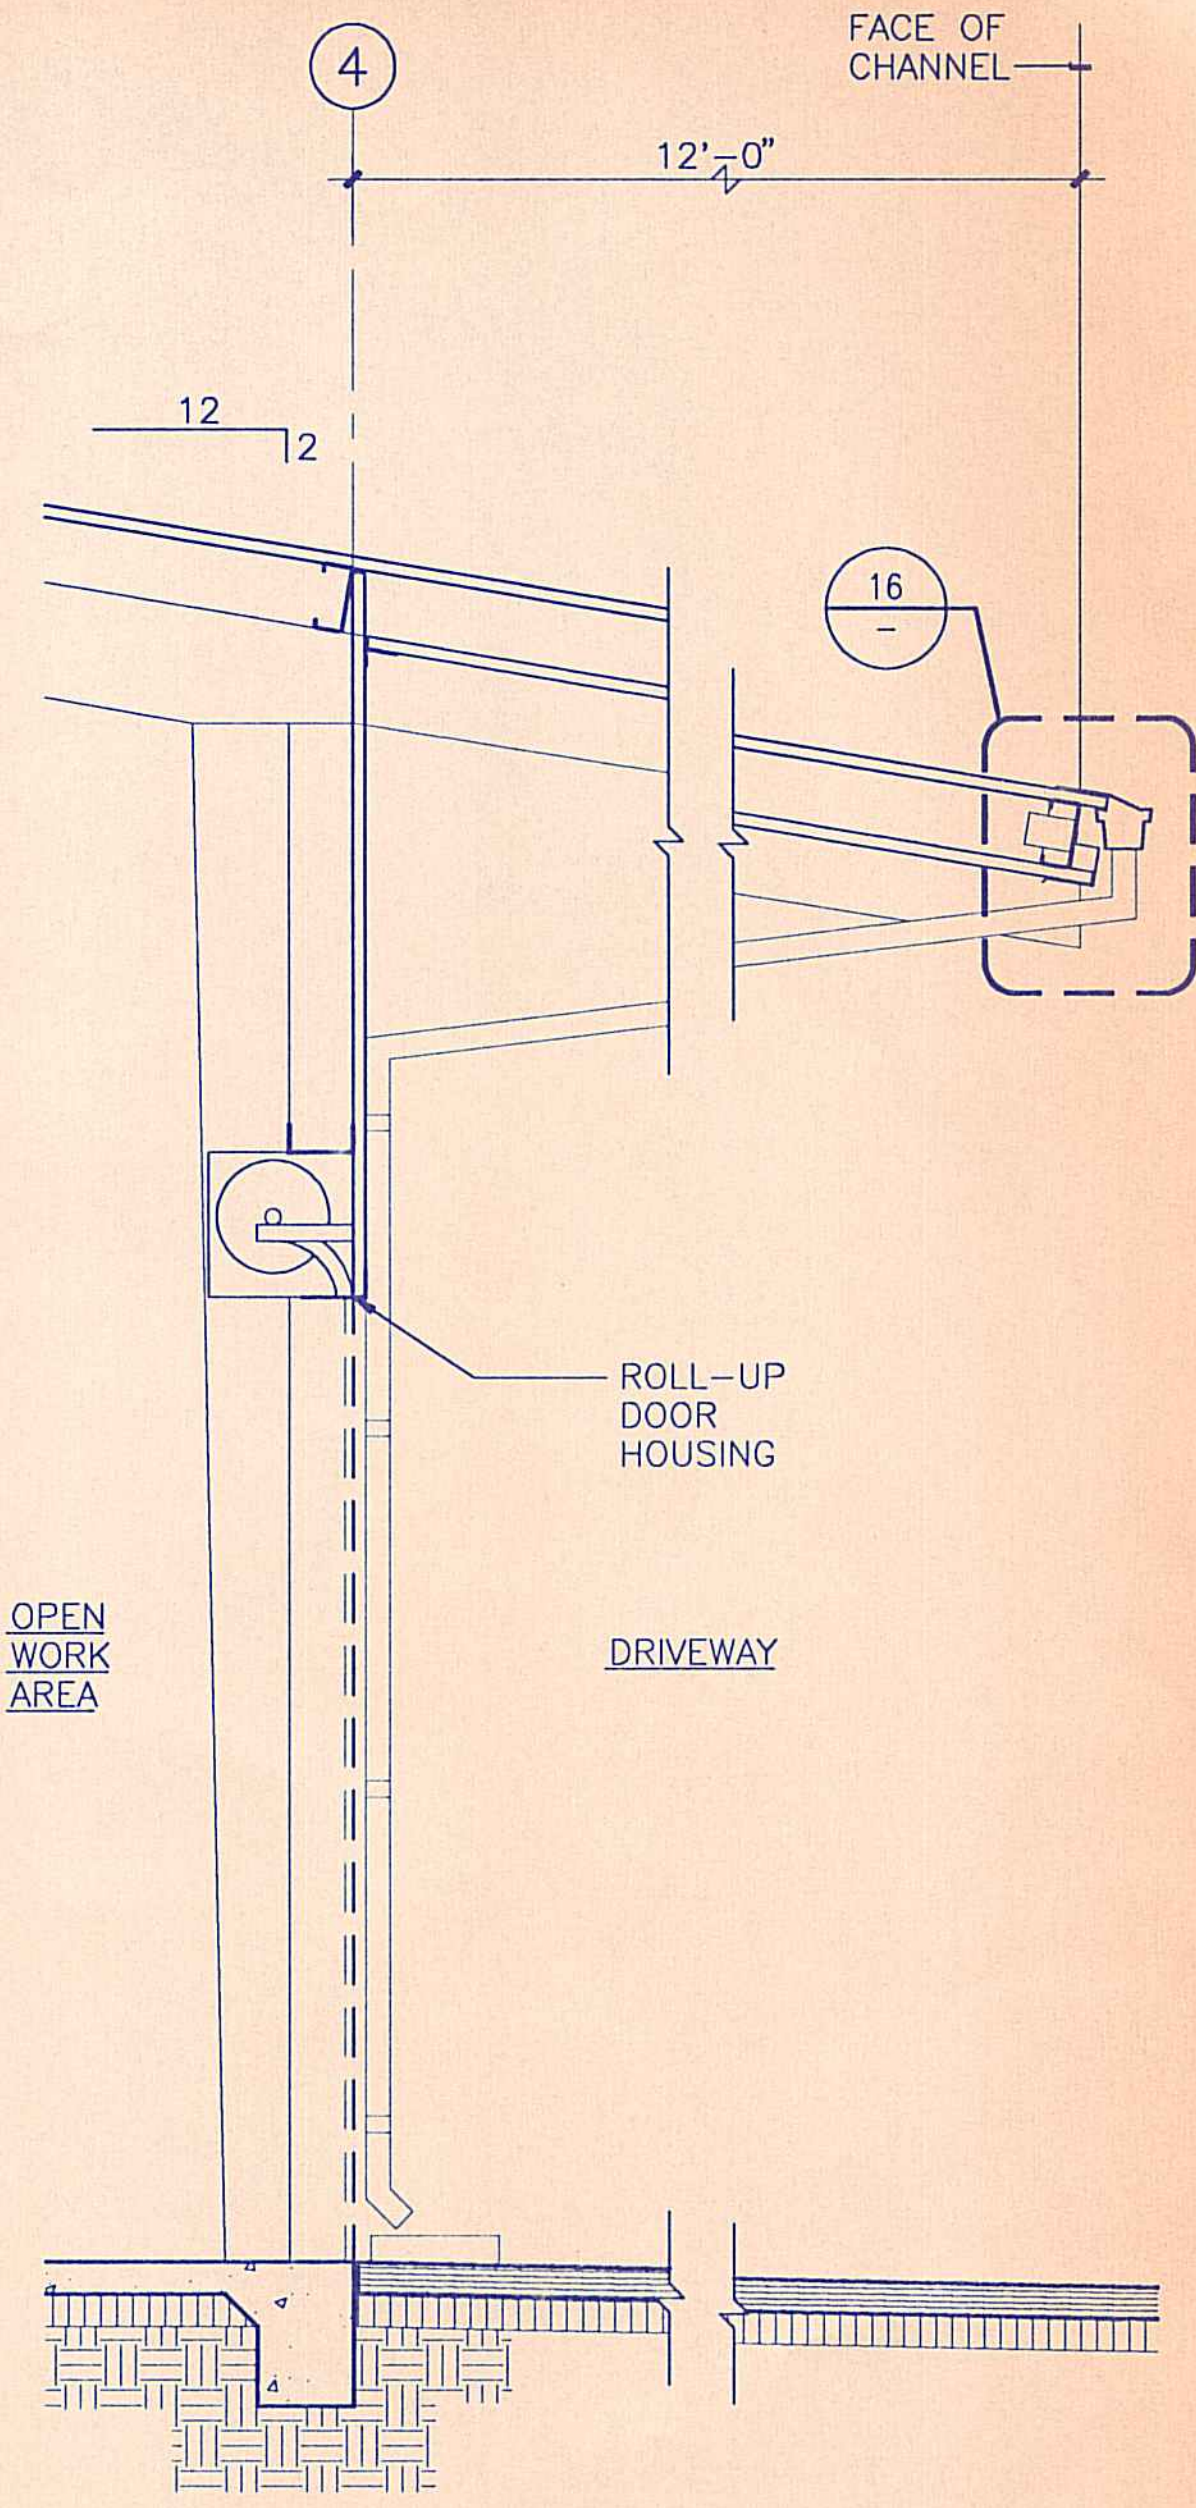 FACE OF
CHANNEL
4
12'-0"
12
2
16
-
ROLL-UP
DOOR
HOUSING
OPEN
WORK
AREA
DRIVEWAY